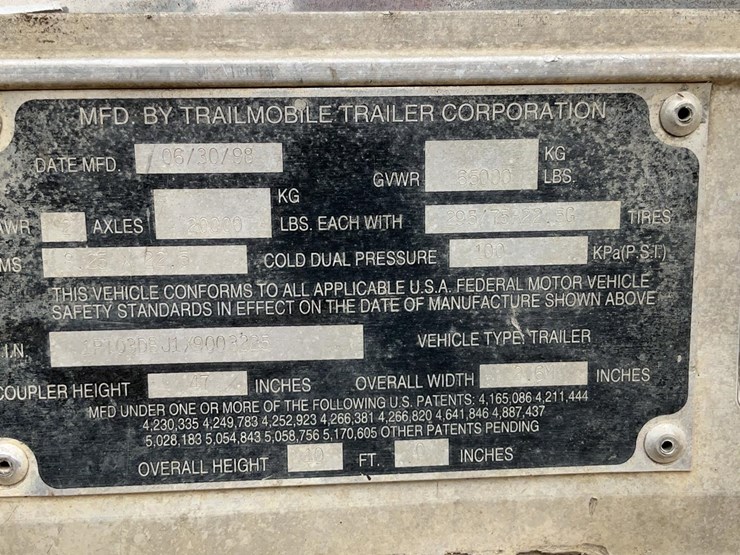 MFD. BY TRAILMOBILE TRAILER CORPORATION
DATE MFD. 06/30/98 KG
GVWR LBS.
KG
AWR AXLES LBS. EACH WITH TIRES
MS COLD DUAL PRESSURE 100 KPa(P.S.I.)
THIS VEHICLE CONFORMS TO ALL APPLICABLE U.S.A. FEDERAL MOTOR VEHICLE
SAFETY STANDARDS IN EFFECT ON THE DATE OF MANUFACTURE SHOWN ABOVE
.I.N. VEHICLE TYPE: TRAILER
COUPLER HEIGHT 47 INCHES OVERALL WIDTH INCHES
MFD UNDER ONE OR MORE OF THE FOLLOWING U.S. PATENTS: 4,165,086 4,211,444
4,230,335 4,249,783 4,252,923 4,266,381 4,266,820 4,641,846 4,887,437
5,028,183 5,054,843 5,058,756 5,170,605 OTHER PATENTS PENDING
OVERALL HEIGHT FT. INCHES